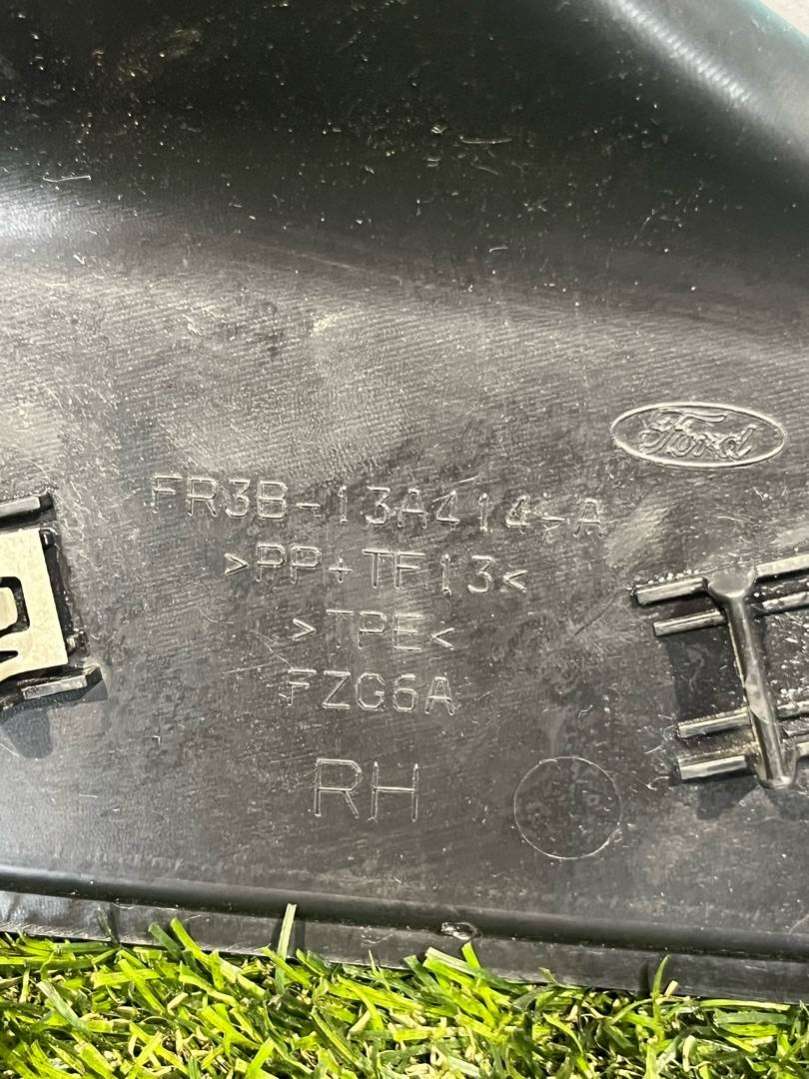 Ford
FR3B-13A414-A
>PP+TF13<
>TPE<
FZG6A
RH